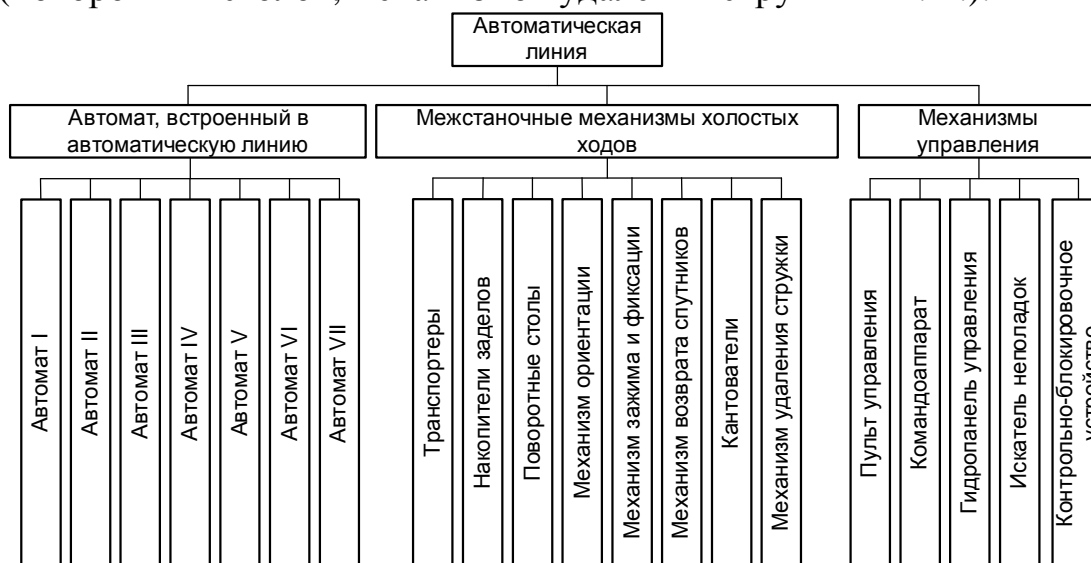 Автоматическая
линия
Автомат, встроенный в
автоматическую линию
Межстаночные механизмы холостых
ходов
Механизмы
управления
Автомат I
Автомат II
Автомат III
Автомат IV
Автомат V
Автомат VI
Автомат VII
Транспортеры
Накопители заделов
Поворотные столы
Механизм ориентации
Механизм зажима и фиксации
Механизм возврата спутников
Кантователи
Механизм удаления стружки
Пульт управления
Командоаппарат
Гидропанель управления
Искатель неполадок
Контрольно-блокировочное
устройство